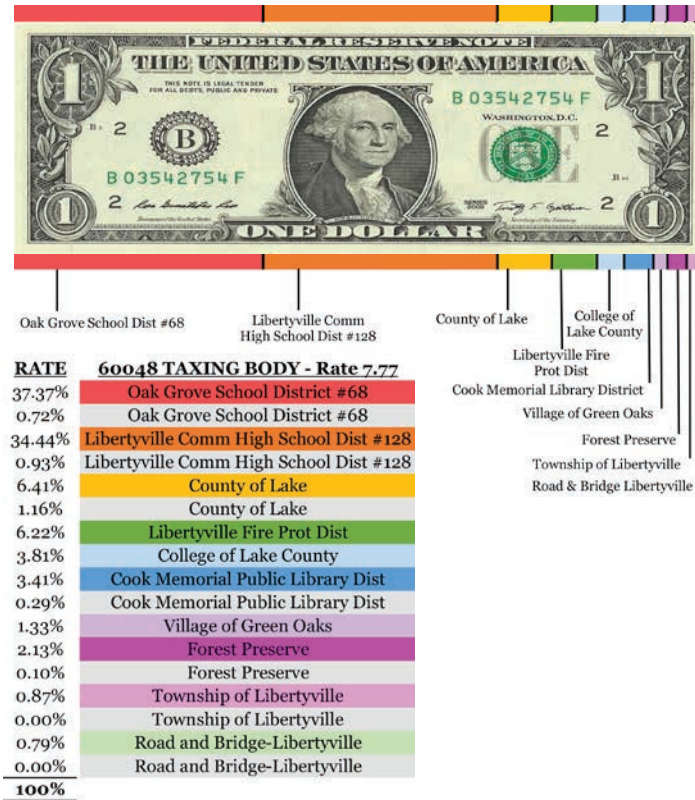 FEDERAL RESERVE NOTE
THE UNITED STATES OF AMERICA
THIS NOTE IS LEGAL TENDER
FOR ALL DEBTS, PUBLIC AND PRIVATE
B 03542754 F
WASHINGTON, D.C.
1
1
2
B
ONE
2
B 03542754 F
2
SERIES
2
1
1
ONE DOLLAR
Oak Grove School Dist #68
Libertyville Comm
High School Dist #128
County of Lake
College of
Lake County
Libertyville Fire
Prot Dist
Cook Memorial Library District
Village of Green Oaks
Forest Preserve
Township of Libertyville
Road & Bridge Libertyville
RATE 60048 TAXING BODY - Rate 7.77
37.37% Oak Grove School District #68
0.72% Oak Grove School Dist #68
34.44% Libertyville Comm High School Dist #128
0.93% Libertyville Comm High School Dist #128
6.41% County of Lake
1.16% County of Lake
6.22% Libertyville Fire Prot Dist
3.81% College of Lake County
3.41% Cook Memorial Public Library Dist
0.29% Cook Memorial Public Library Dist
1.33% Village of Green Oaks
2.13% Forest Preserve
0.10% Forest Preserve
0.87% Township of Libertyville
0.00% Township of Libertyville
0.79% Road and Bridge-Libertyville
0.00% Road and Bridge-Libertyville
100%